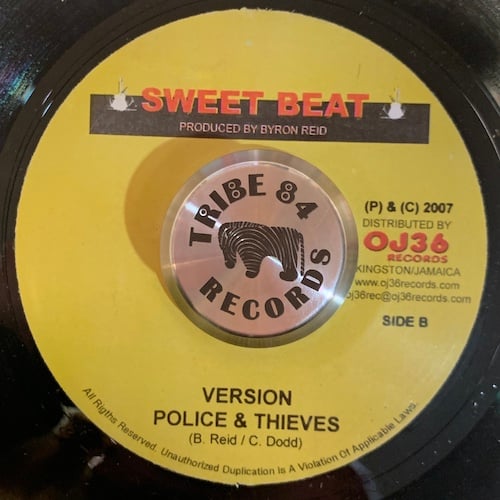 SWEET BEAT
PRODUCED BY BYRON REID
TRIBE 84
RECORDS
(P) & (C) 2007
DISTRIBUTED BY
OJ36
RECORDS
KINGSTON/JAMAICA
www.oj36records.com
oj36rec@oj36records.com
SIDE B
VERSION
POLICE & THIEVES
(B. Reid / C. Dodd)
All Rigths Reserved. Unauthorized Duplication Is A Violation Of Applicable Laws.